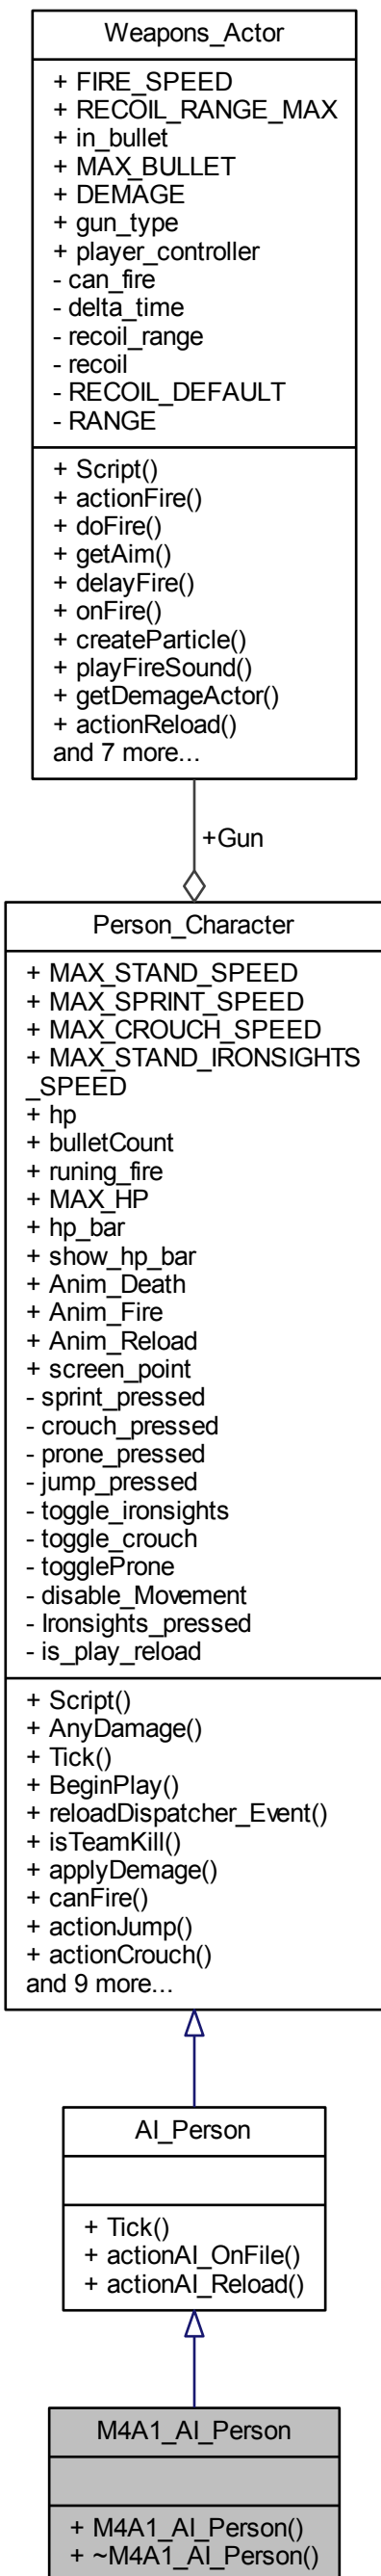 Weapons_Actor
+ FIRE_SPEED
+ RECOIL_RANGE_MAX
+ in_bullet
+ MAX_BULLET
+ DEMAGE
+ gun_type
+ player_controller
- can_fire
- delta_time
- recoil_range
- recoil
- RECOIL_DEFAULT
- RANGE
+ Script()
+ actionFire()
+ doFire()
+ getAim()
+ delayFire()
+ onFire()
+ createParticle()
+ playFireSound()
+ getDemageActor()
+ actionReload()
and 7 more...
+Gun
Person_Character
+ MAX_STAND_SPEED
+ MAX_SPRINT_SPEED
+ MAX_CROUCH_SPEED
+ MAX_STAND_IRONSIGHTS
_SPEED
+ hp
+ bulletCount
+ runing_fire
+ MAX_HP
+ hp_bar
+ show_hp_bar
+ Anim_Death
+ Anim_Fire
+ Anim_Reload
+ screen_point
- sprint_pressed
- crouch_pressed
- prone_pressed
- jump_pressed
- toggle_ironsights
- toggle_crouch
- toggleProne
- disable_Movement
- Ironsights_pressed
- is_play_reload
+ Script()
+ AnyDamage()
+ Tick()
+ BeginPlay()
+ reloadDispatcher_Event()
+ isTeamKill()
+ applyDemage()
+ canFire()
+ actionJump()
+ actionCrouch()
and 9 more...
AI_Person
+ Tick()
+ actionAI_OnFile()
+ actionAI_Reload()
M4A1_AI_Person
+ M4A1_AI_Person()
+ ~M4A1_AI_Person()